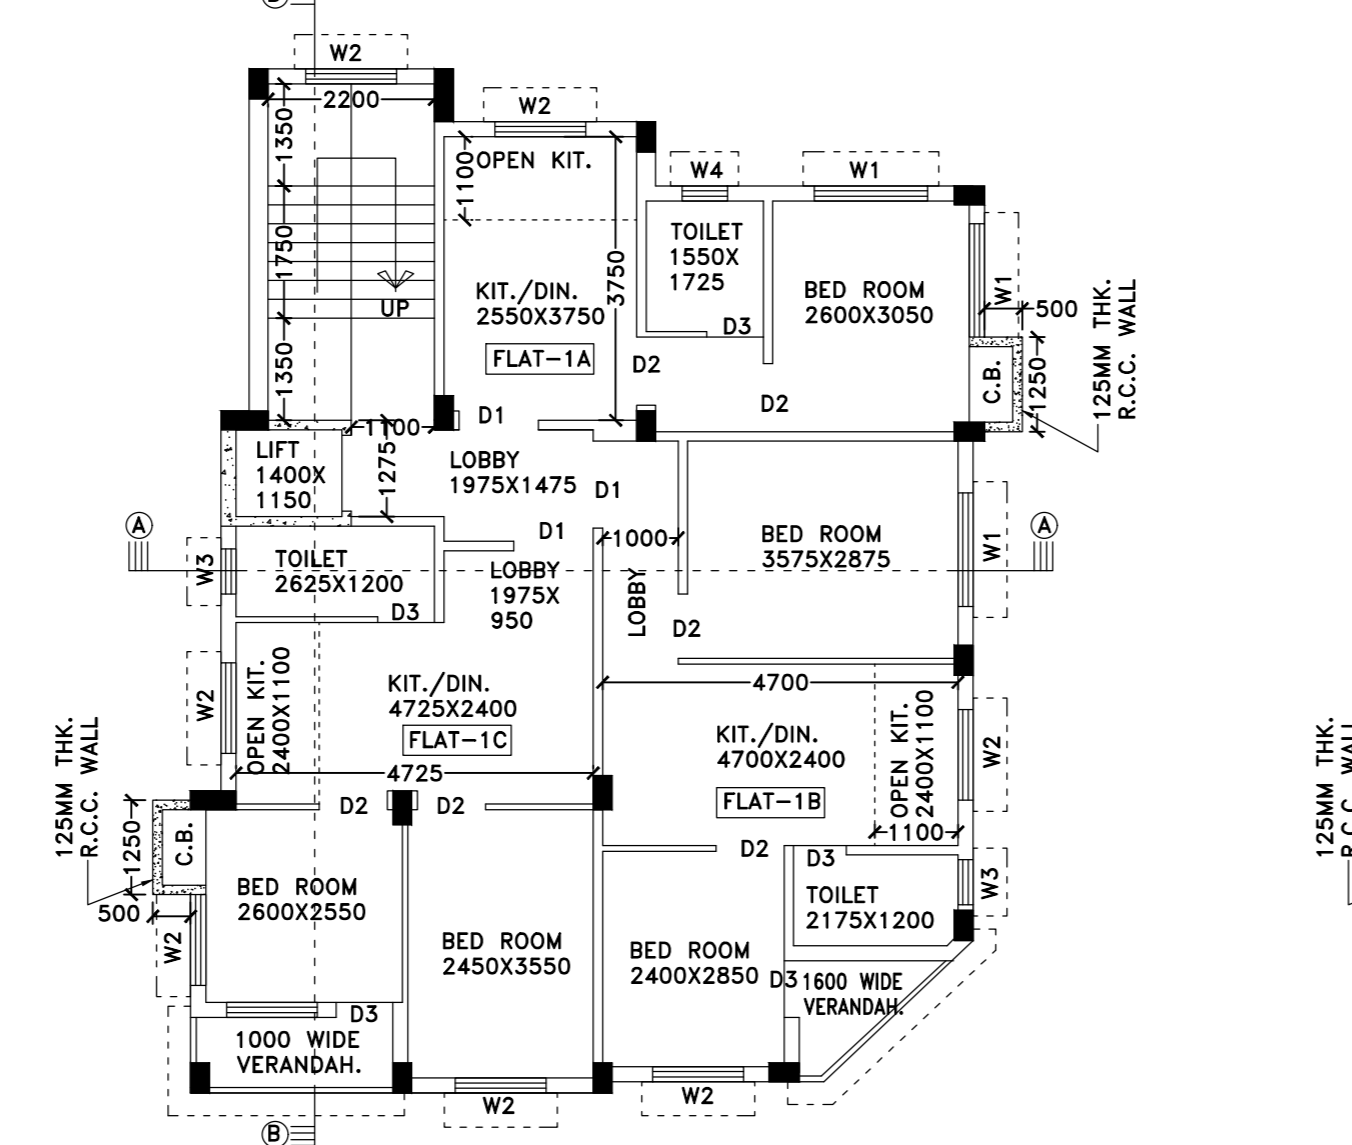 W2
2200
1350
W2
1100
OPEN KIT.
W4
W1
TOILET
1550X
1725
1750
3750
KIT./DIN.
2550X3750
BED ROOM
2600X3050
W1
500
UP
D3
FLAT-1A
D2
1350
C.B.
1250
125MM THK.
R.C.C. WALL
D2
D1
1100
LIFT
1400X
1150
1275
LOBBY
1975X1475
D1
D1
A
A
1000
BED ROOM
3575X2875
W1
W3
TOILET
2625X1200
LOBBY
1975X
950
LOBBY
D3
D2
OPEN KIT.
2400X1100
W2
KIT./DIN.
4725X2400
FLAT-1C
4700
KIT./DIN.
4700X2400
FLAT-1B
OPEN KIT.
2400X1100
W2
125MM THK.
R.C.C. WALL
4725
D2
D2
1100
1250
C.B.
D2
D3
W3
BED ROOM
2600X2550
TOILET
2175X1200
500
W2
BED ROOM
2450X3550
BED ROOM
2400X2850
D3
1600 WIDE
VERANDAH.
D3
1000 WIDE
VERANDAH.
W2
W2
B
125MM THK.